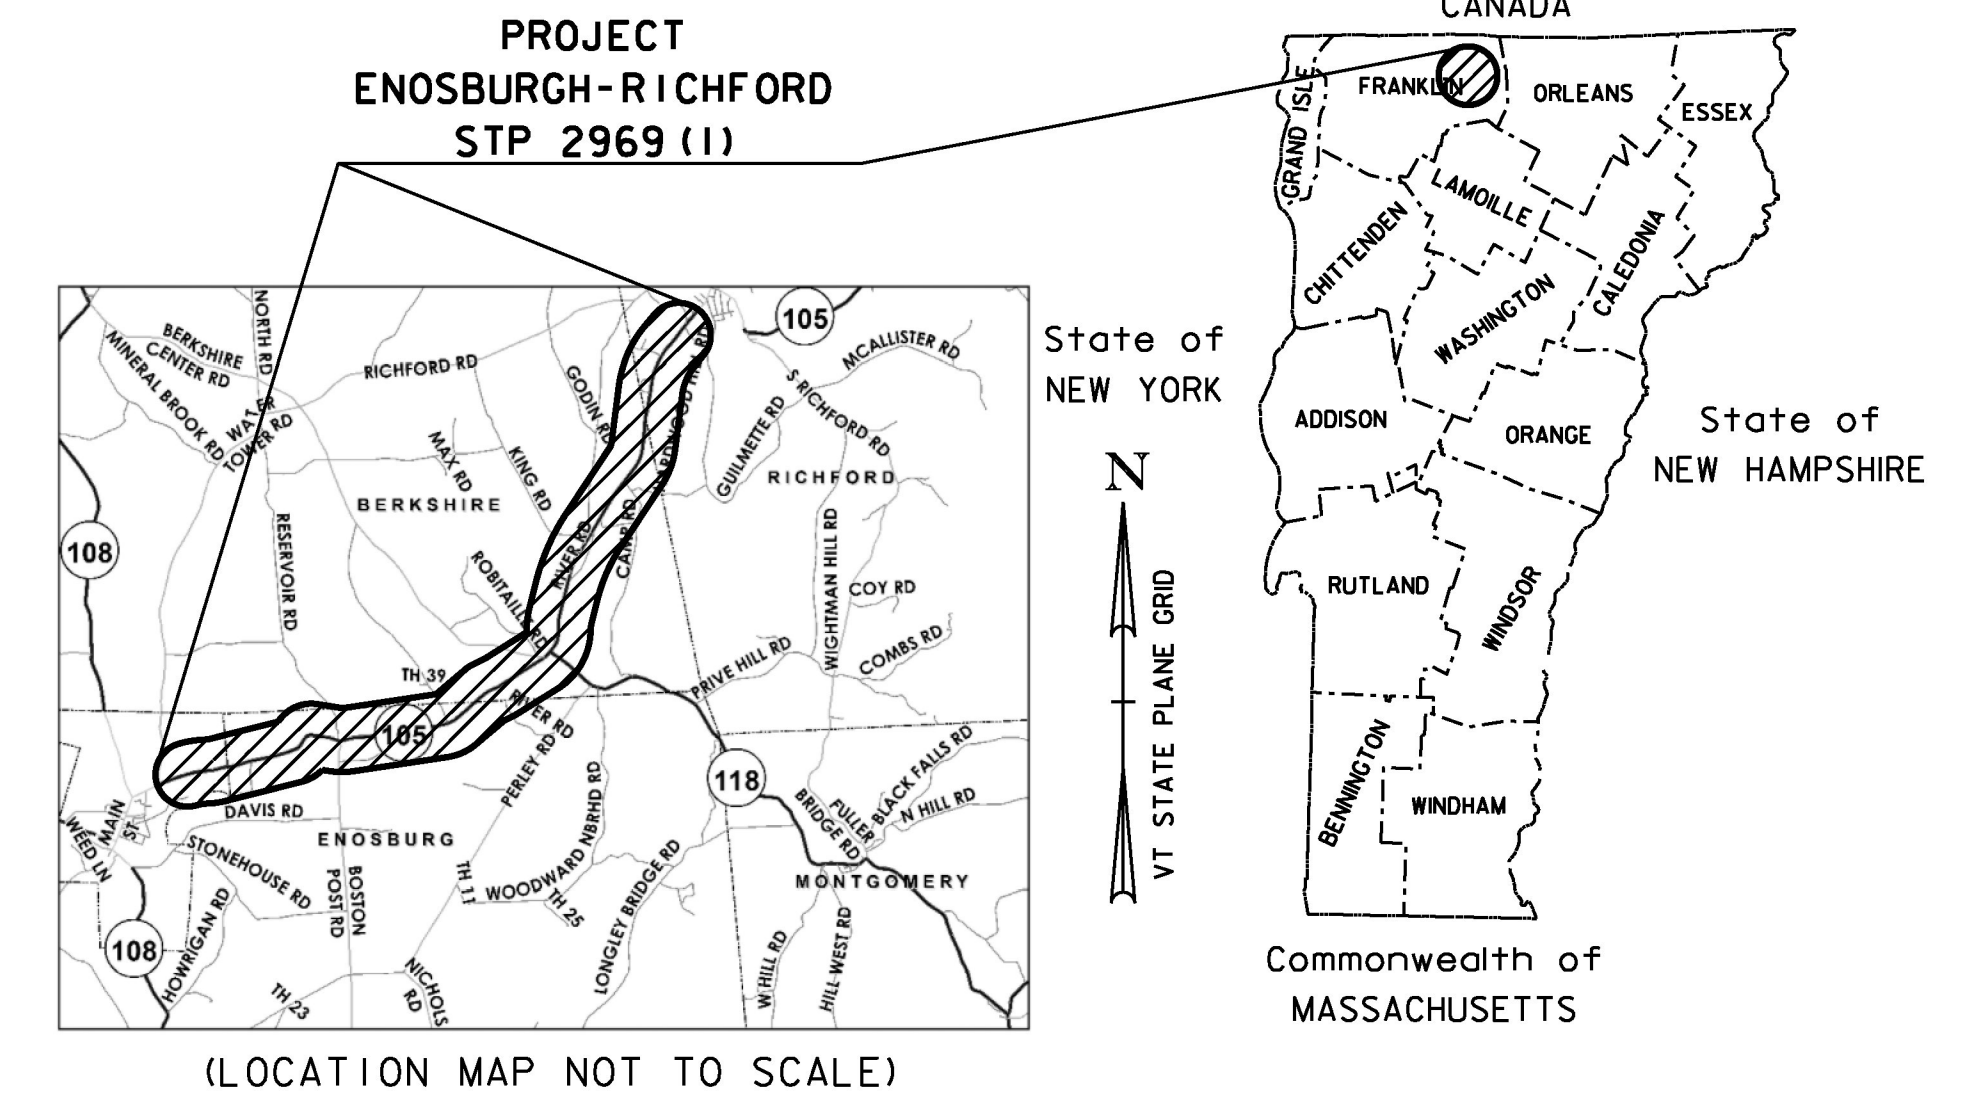 PROJECT
ENOSBURGH-RICHFORD
STP 2969(1)
CANADA
GRAND ISLE
FRANKLIN
ORLEANS
ESSEX
LAMOILLE
CHITTENDEN
CALEDONIA
WASHINGTON
ADDISON
ORANGE
RUTLAND
WINDSOR
BENNINGTON
WINDHAM
State of
NEW YORK
State of
NEW HAMPSHIRE
Commonwealth of
MASSACHUSETTS
N
VT STATE PLANE GRID
NORTH RD
BERKSHIRE
CENTER RD
MINERAL BROOK RD
WATER
TOWER RD
RICHFORD RD
GODIN RD
105
MCALLISTER RD
S RICHFORD RD
GUILMETTE RD
MAX RD
KING RD
BERKSHIRE
RICHFORD
108
RESERVOIR RD
ROBITAILLE RD
RIVER RD
CAMP RD
WIGHTMAN HILL RD
COY RD
COMBS RD
PRIVE HILL RD
TH 39
105
RIVER RD
PERLEY RD
118
BLACK FALLS RD
N HILL RD
FULLER
BRIDGE RD
MAIN
ST
WEED LN
DAVIS RD
ENOSBURG
STONEHOUSE RD
BOSTON
POST RD
TH 11
WOODWARD NBRHD RD
TH 25
LONGLEY BRIDGE RD
MONTGOMERY
108
HOWRIGAN RD
TH 23
NICHOLS
RD
W HILL RD
HILL WEST RD
(LOCATION MAP NOT TO SCALE)